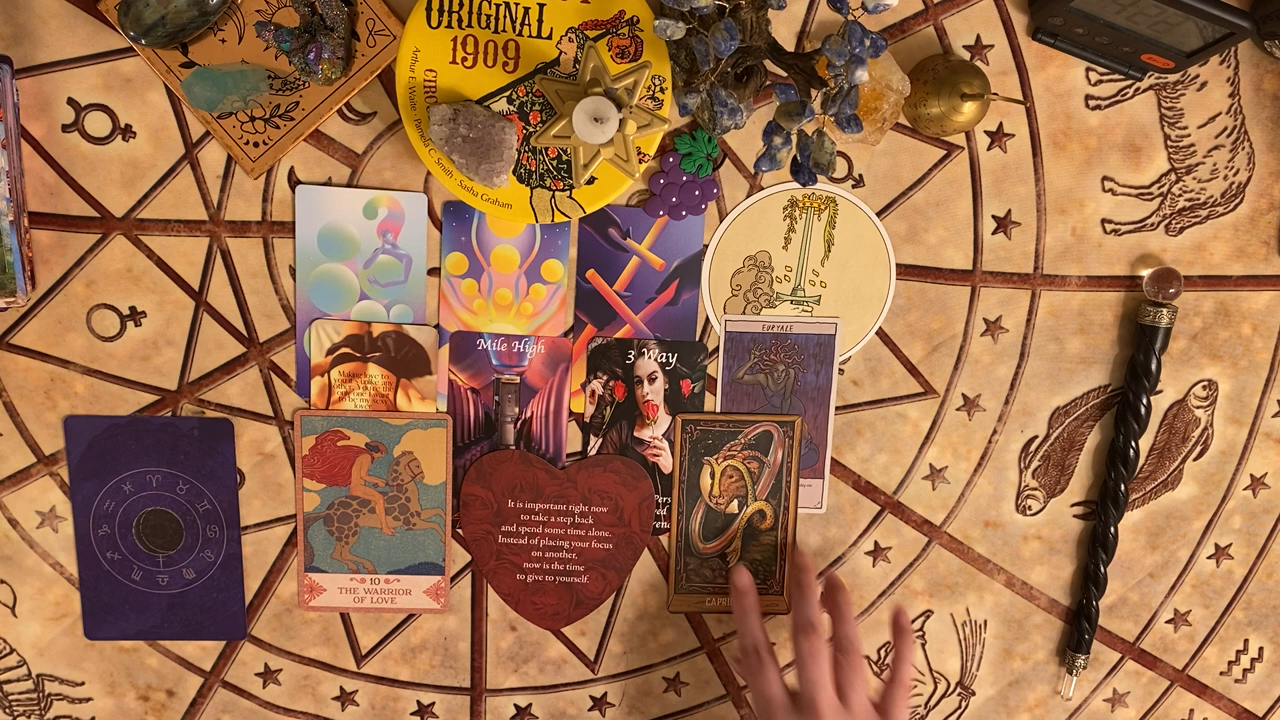 ORIGINAL
1909
CIRC
Arthur E. Waite · Pamela C. Smith · Sasha Graham
EURYALE
Mile High
3 Way
Making love to
you is unlike any
other. You're the
only one I want
to be my sexy
lover.
It is important right now
to take a step back
and spend some time alone.
Instead of placing your focus
on another,
now is the time
to give to yourself.
10
THE WARRIOR
OF LOVE
CAPRI